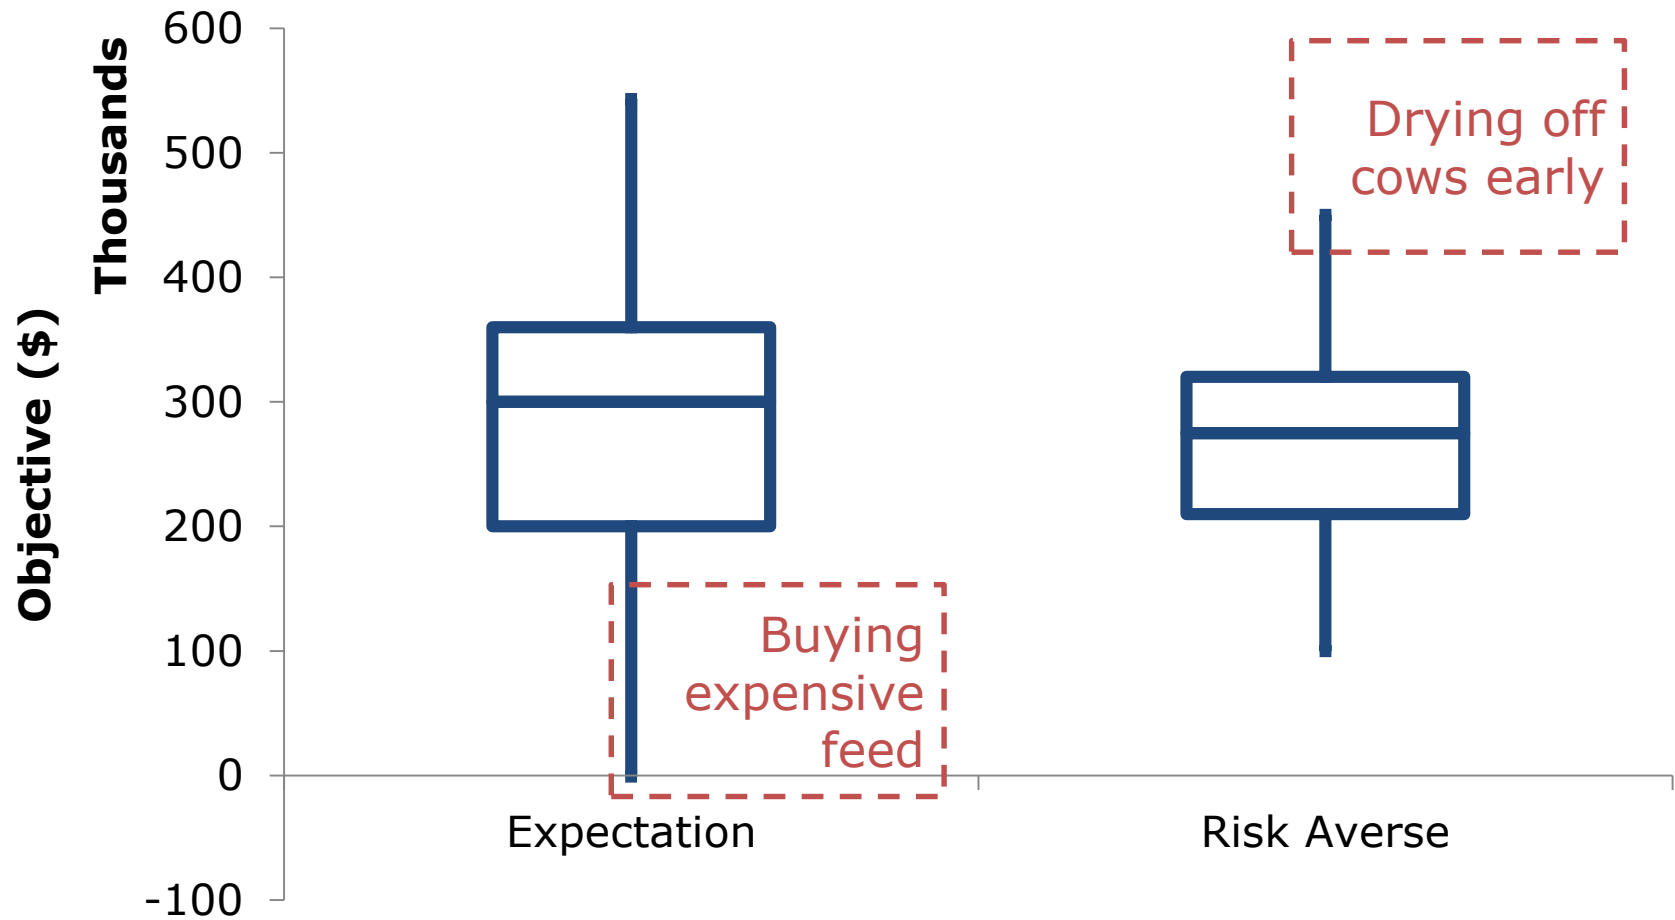 Objective ($)
Thousands
600
500
400
300
200
100
0
-100
Drying off
cows early
Buying
expensive
feed
Expectation
Risk Averse